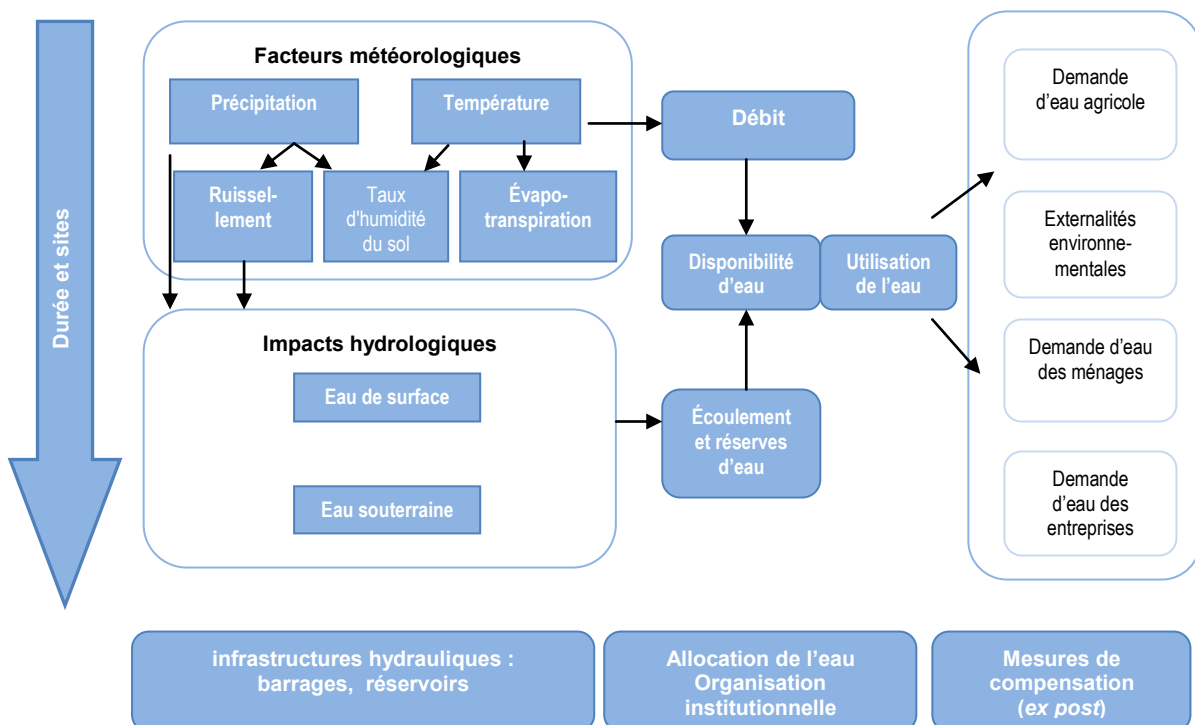 Durée et sites
Facteurs météorologiques
Précipitation
Température
Ruissel-
lement
Taux
d'humidité
du sol
Évapo-
transpiration
Impacts hydrologiques
Eau de surface
Eau souterraine
Débit
Disponibilité
d’eau
Utilisation
de l’eau
Écoulement
et réserves
d’eau
Demande
d’eau agricole
Externalités
environne-
mentales
Demande d’eau
des ménages
Demande
d’eau des
entreprises
infrastructures hydrauliques :
barrages, réservoirs
Allocation de l’eau
Organisation
institutionnelle
Mesures de
compensation
(ex post)